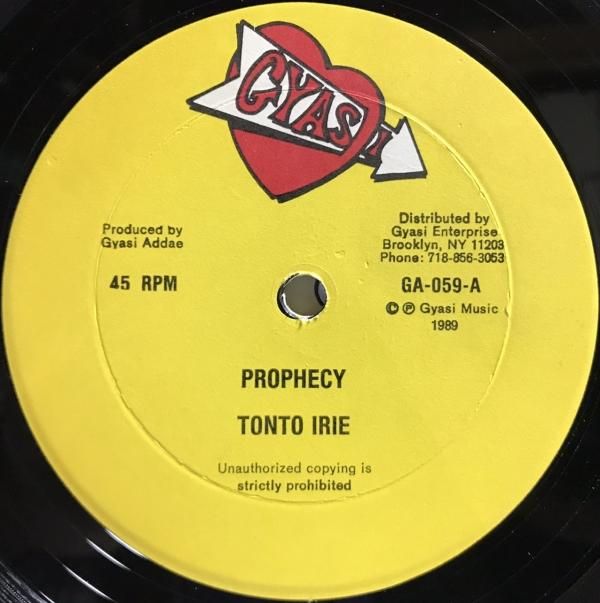 GYASI
Produced by
Gyasi Addae
45 RPM
Distributed by
Gyasi Enterprise
Brooklyn, NY 11203
Phone: 718-856-3053
GA-059-A
© ℗ Gyasi Music
1989
PROPHECY
TONTO IRIE
Unauthorized copying is
strictly prohibited